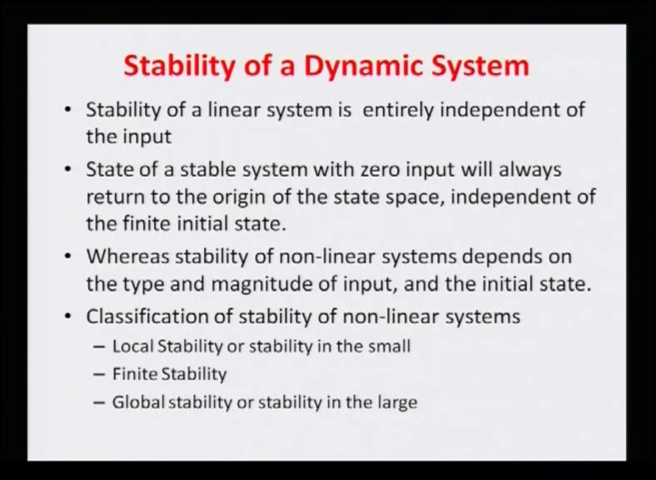 Stability of a Dynamic System
• Stability of a linear system is entirely independent of
the input
• State of a stable system with zero input will always
return to the origin of the state space, independent of
the finite initial state.
• Whereas stability of non-linear systems depends on
the type and magnitude of input, and the initial state.
• Classification of stability of non-linear systems
– Local Stability or stability in the small
– Finite Stability
– Global stability or stability in the large